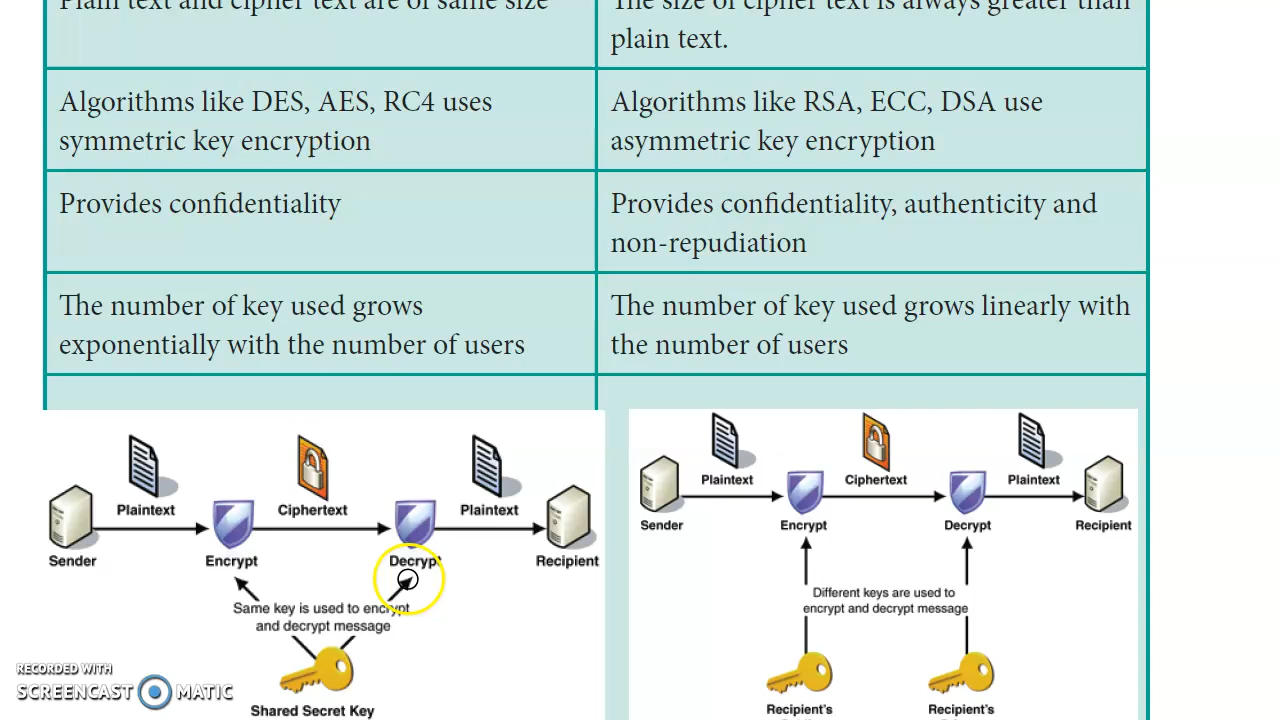 Plain text and cipher text are of same size
The size of cipher text is always greater than
plain text.
Algorithms like DES, AES, RC4 uses
symmetric key encryption
Algorithms like RSA, ECC, DSA use
asymmetric key encryption
Provides confidentiality
Provides confidentiality, authenticity and
non-repudiation
The number of key used grows
exponentially with the number of users
The number of key used grows linearly with
the number of users
Plaintext
Ciphertext
Plaintext
Sender
Encrypt
Decrypt
Recipient
Same key is used to encrypt
and decrypt message
Shared Secret Key
Plaintext
Ciphertext
Plaintext
Sender
Encrypt
Decrypt
Recipient
Different keys are used to
encrypt and decrypt message
Recipient's
Recipient's
RECORDED WITH
SCREENCAST MATIC